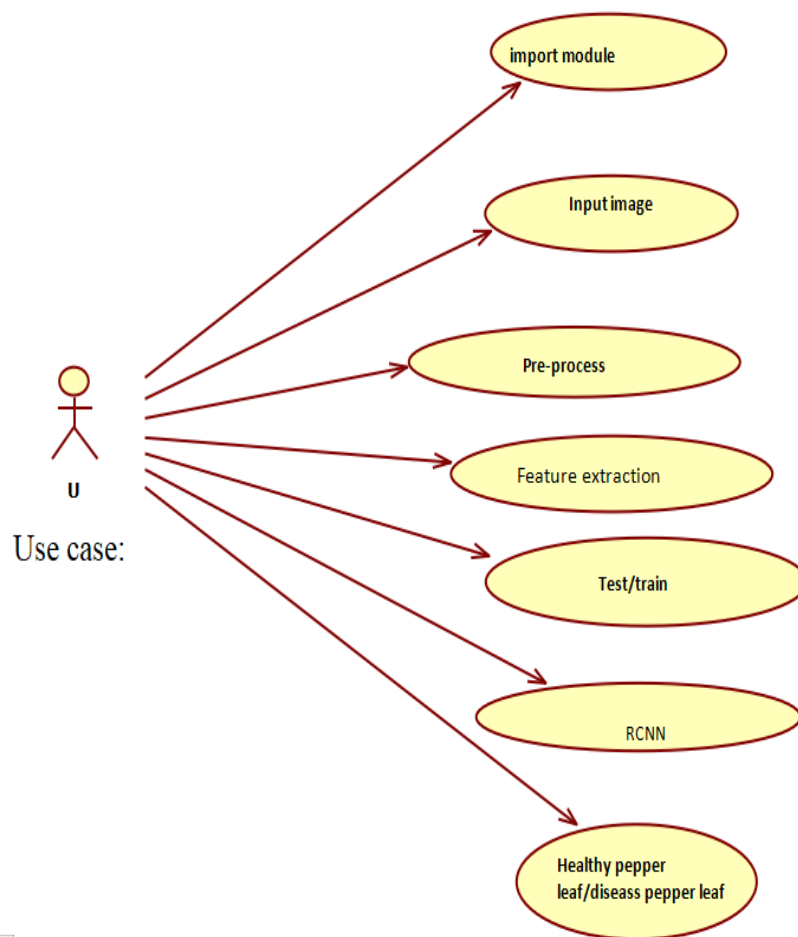 import module
Input image
Pre-process
U
Feature extraction
Use case:
Test/train
RCNN
Healthy pepper
leaf/diseass pepper leaf